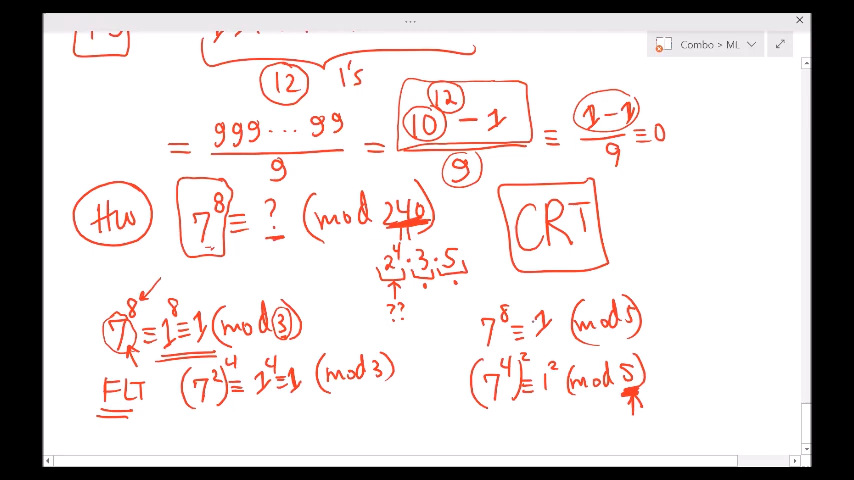 Combo > ML
12 1's
= 999...99 / 9 = 10^12 - 1 / 9 ≡ 1-1 / 9 ≡ 0
HW 7^8 ≡ ? (mod 240) CRT
2^4 · 3 · 5
??
7^8 ≡ 1^8 ≡ 1 (mod 3) 7^8 ≡ 1 (mod 5)
FLT (7^2)^4 ≡ 1^4 ≡ 1 (mod 3) (7^4)^2 ≡ 1^2 (mod 5)